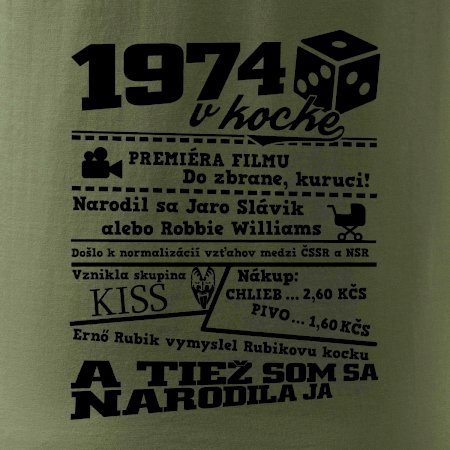 1974
v kocke
PREMIÉRA FILMU
Do zbrane, kuruci!
Narodil sa Jaro Slávik
alebo Robbie Williams
Došlo k normalizácií vzťahov medzi ČSSR a NSR
Vznikla skupina
KISS
Nákup:
CHLIEB ... 2,60 KČS
PIVO ... 1,60 KČS
Ernő Rubik vymyslel Rubikovu kocku
A TIEŽ SOM SA
NARODILA JA